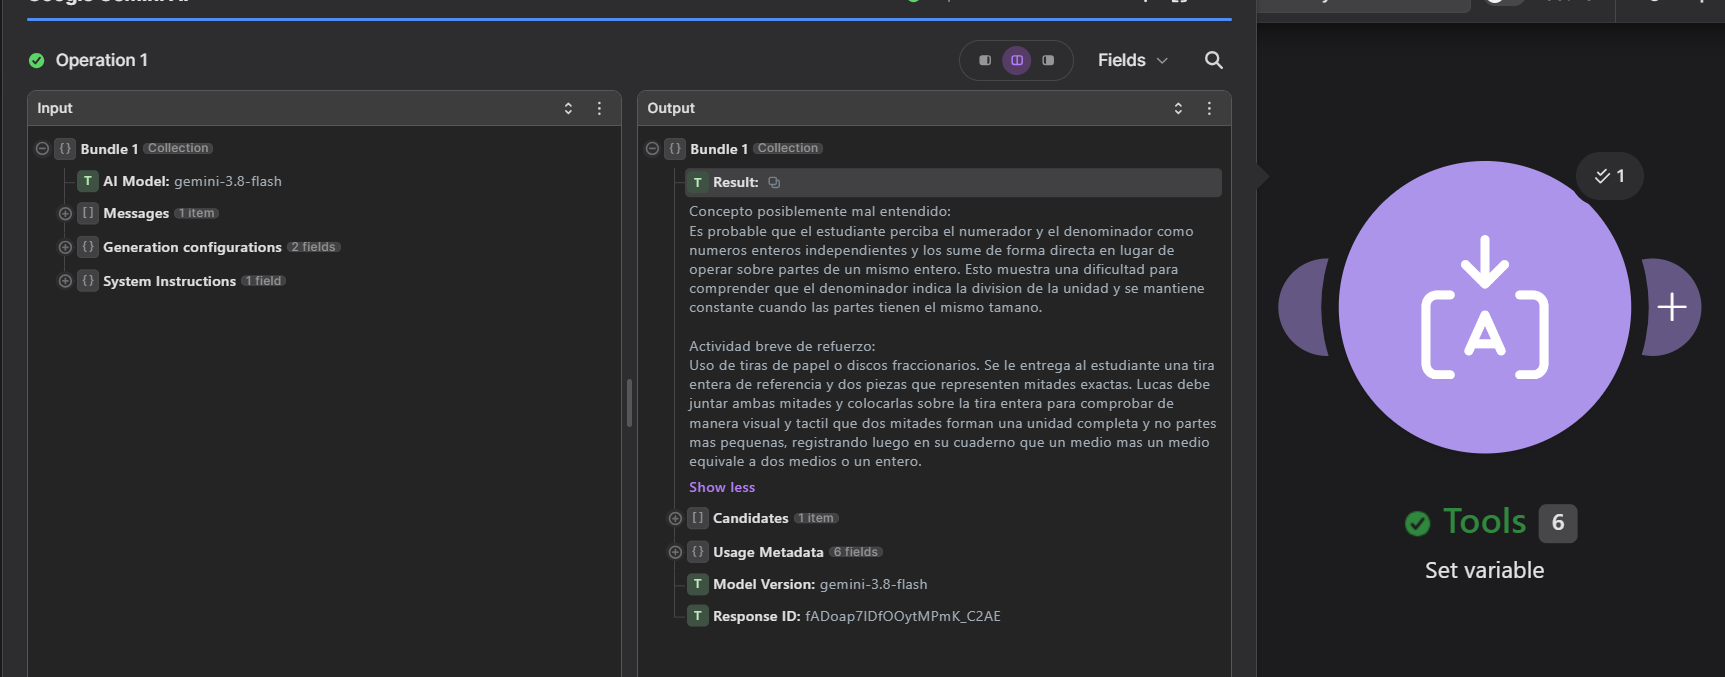 Operation 1
Fields
Input
Bundle 1 Collection
T AI Model: gemini-3.8-flash
[] Messages 1 item
{} Generation configurations 2 fields
{} System Instructions 1 field
Output
Bundle 1 Collection
T Result:
Concepto posiblemente mal entendido:
Es probable que el estudiante perciba el numerador y el denominador como
numeros enteros independientes y los sume de forma directa en lugar de
operar sobre partes de un mismo entero. Esto muestra una dificultad para
comprender que el denominador indica la division de la unidad y se mantiene
constante cuando las partes tienen el mismo tamano.
Actividad breve de refuerzo:
Uso de tiras de papel o discos fraccionarios. Se le entrega al estudiante una tira
entera de referencia y dos piezas que representen mitades exactas. Lucas debe
juntar ambas mitades y colocarlas sobre la tira entera para comprobar de
manera visual y tactil que dos mitades forman una unidad completa y no partes
mas pequenas, registrando luego en su cuaderno que un medio mas un medio
equivale a dos medios o un entero.
Show less
[] Candidates 1 item
{} Usage Metadata 6 fields
T Model Version: gemini-3.8-flash
T Response ID: fADoap7IDfOOytMPmK_C2AE
1
A
Tools 6
Set variable